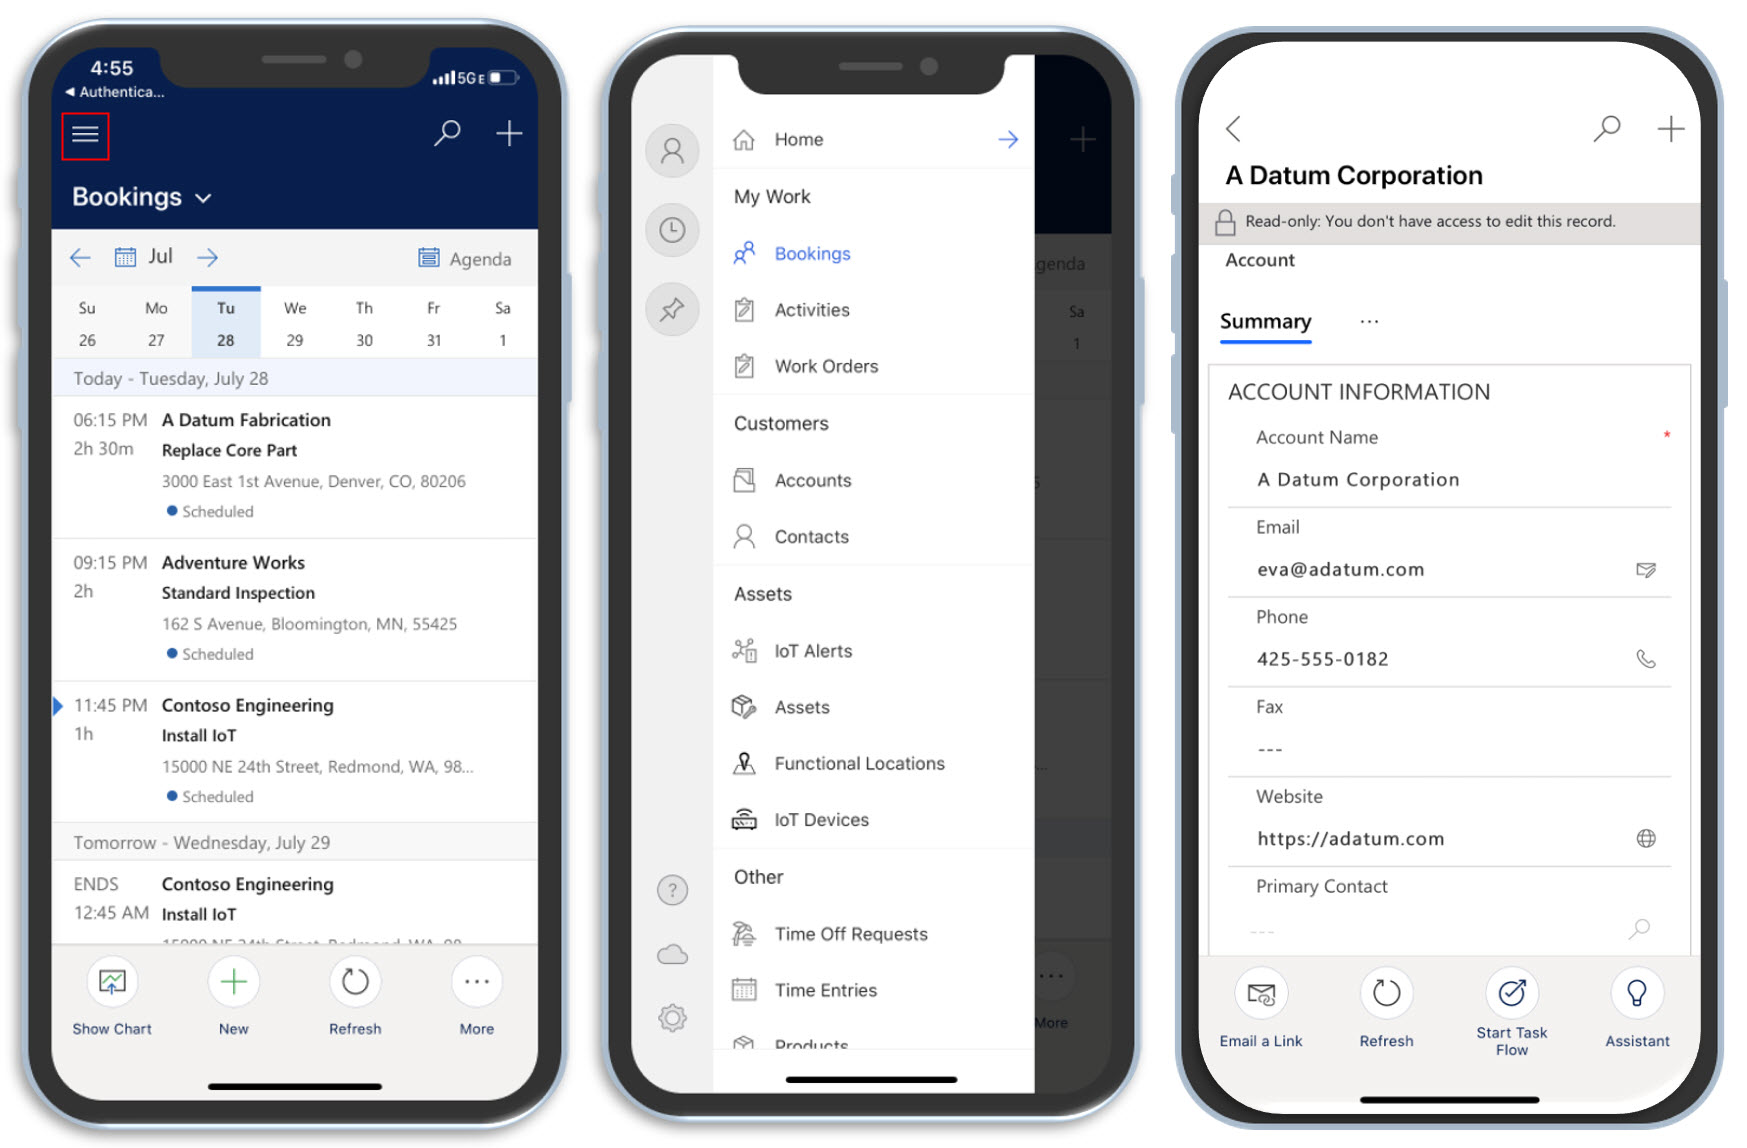 4:55
5GE
◀ Authentica...
Bookings
Jul
Agenda
Su Mo Tu We Th Fr Sa
26 27 28 29 30 31 1
Today - Tuesday, July 28
06:15 PM A Datum Fabrication
2h 30m Replace Core Part
3000 East 1st Avenue, Denver, CO, 80206
Scheduled
09:15 PM Adventure Works
2h Standard Inspection
162 S Avenue, Bloomington, MN, 55425
Scheduled
11:45 PM Contoso Engineering
1h Install IoT
15000 NE 24th Street, Redmond, WA, 98...
Scheduled
Tomorrow - Wednesday, July 29
ENDS Contoso Engineering
12:45 AM Install IoT
15000 NE 24th Street, Redmond, WA, 98...
Show Chart New Refresh More
Home
My Work
Bookings
Activities
Work Orders
Customers
Accounts
Contacts
Assets
IoT Alerts
Assets
Functional Locations
IoT Devices
Other
Time Off Requests
Time Entries
Products
genda
Sa
1
More
A Datum Corporation
Read-only: You don't have access to edit this record.
Account
Summary ...
ACCOUNT INFORMATION
Account Name *
A Datum Corporation
Email
eva@adatum.com
Phone
425-555-0182
Fax
---
Website
https://adatum.com
Primary Contact
---
Email a Link Refresh Start Task Flow Assistant